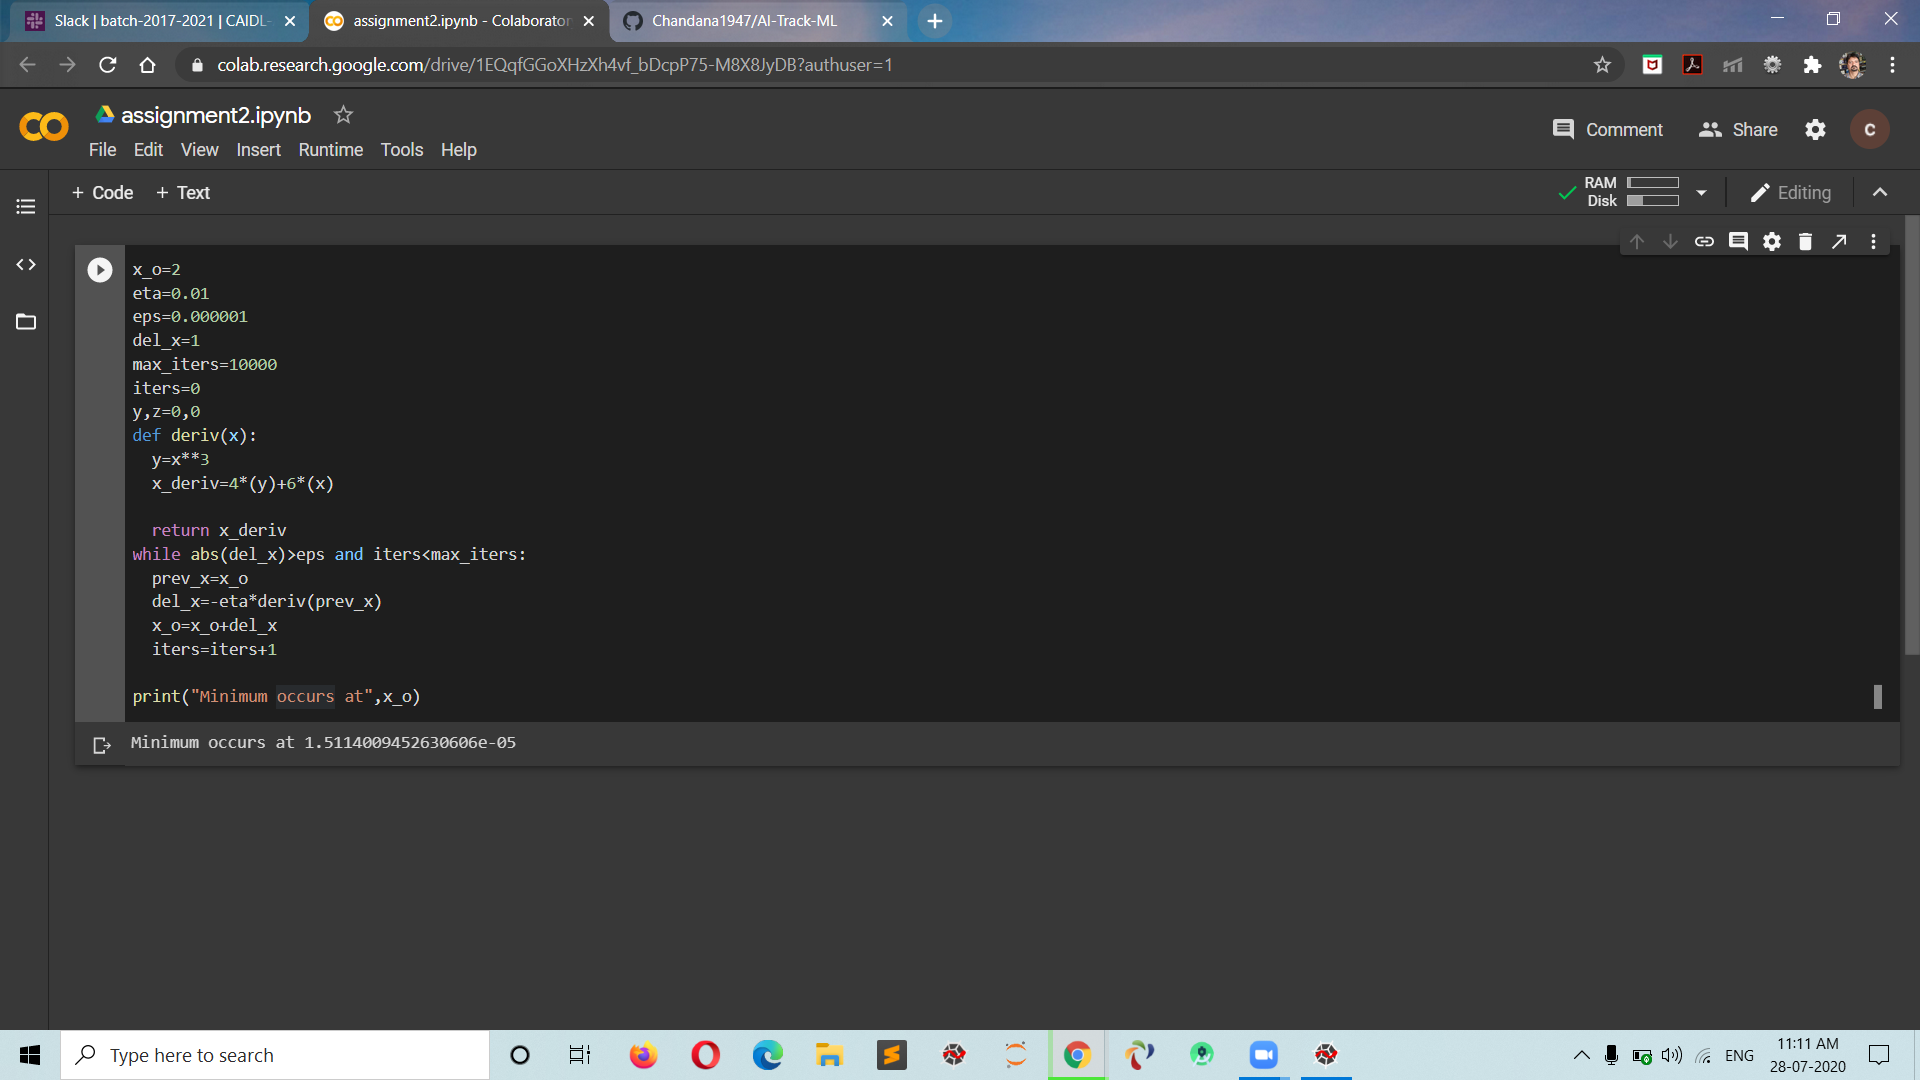 Slack | batch-2017-2021 | CAIDL-
assignment2.ipynb - Colaborator
Chandana1947/AI-Track-ML
colab.research.google.com/drive/1EQqfGGoXHzXh4vf_bDcpP75-M8X8JyDB?authuser=1
assignment2.ipynb
Comment
Share
C
File Edit View Insert Runtime Tools Help
+ Code + Text
RAM
Disk
Editing
x_o=2
eta=0.01
eps=0.000001
del_x=1
max_iters=10000
iters=0
y,z=0,0
def deriv(x):
  y=x**3
  x_deriv=4*(y)+6*(x)
  return x_deriv
while abs(del_x)>eps and iters<max_iters:
  prev_x=x_o
  del_x=-eta*deriv(prev_x)
  x_o=x_o+del_x
  iters=iters+1
print("Minimum occurs at",x_o)
Minimum occurs at 1.5114009452630606e-05
Type here to search
ENG
11:11 AM
28-07-2020